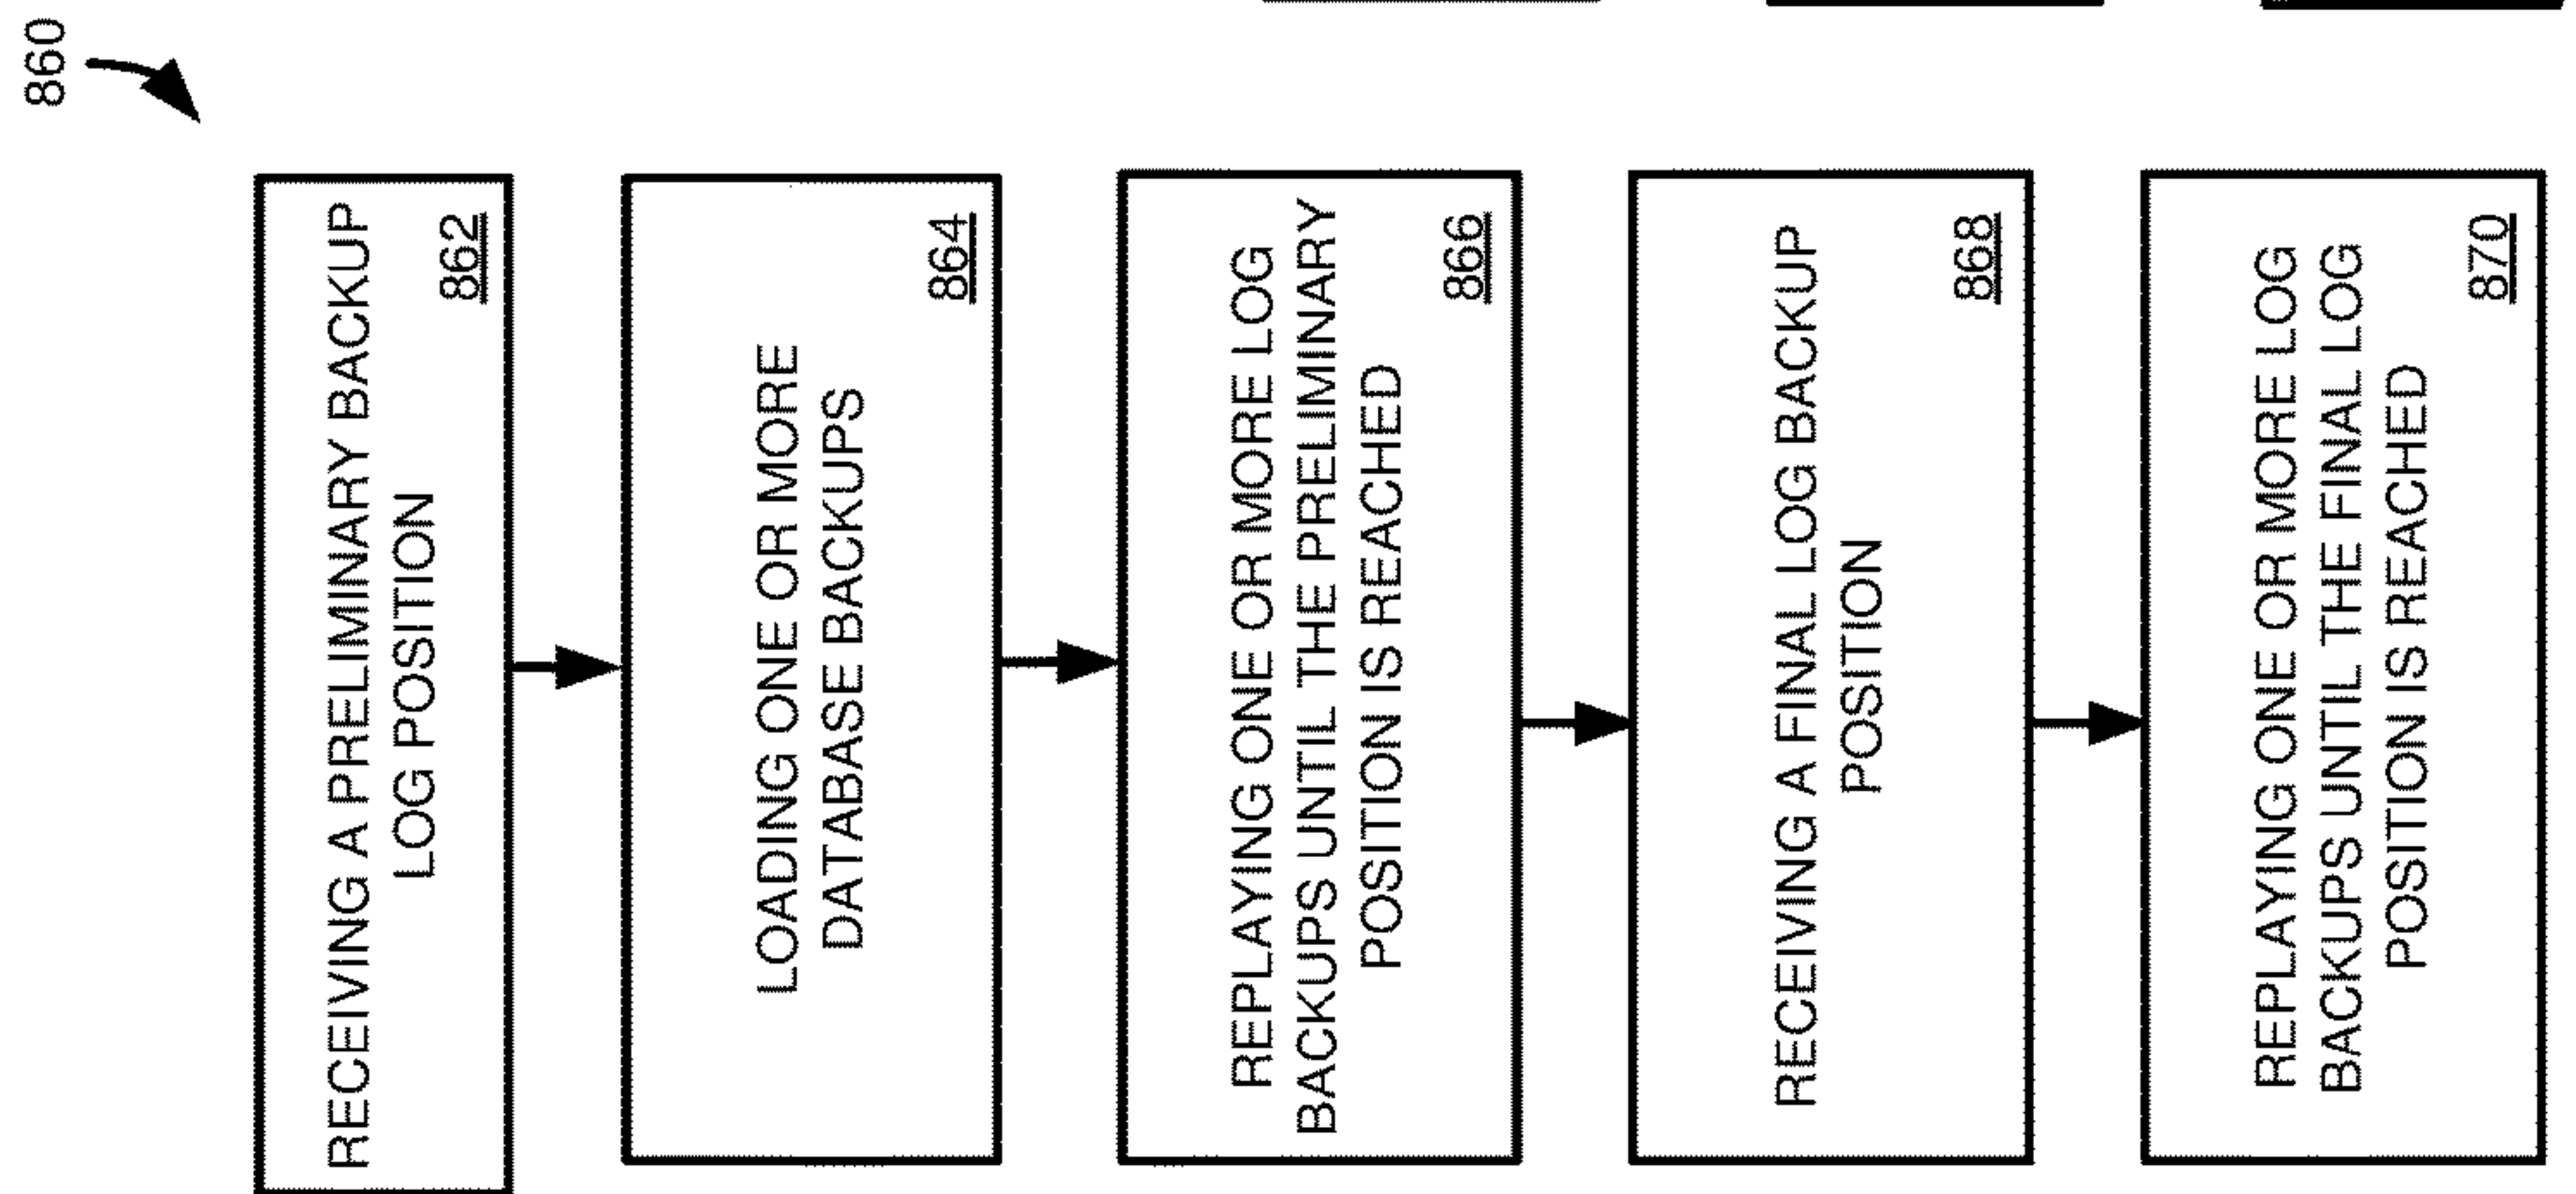 860
RECEIVING A PRELIMINARY BACKUP
LOG POSITION
862
LOADING ONE OR MORE
DATABASE BACKUPS
864
REPLAYING ONE OR MORE LOG
BACKUPS UNTIL THE PRELIMINARY
POSITION IS REACHED
866
RECEIVING A FINAL LOG BACKUP
POSITION
868
REPLAYING ONE OR MORE LOG
BACKUPS UNTIL THE FINAL LOG
POSITION IS REACHED
870